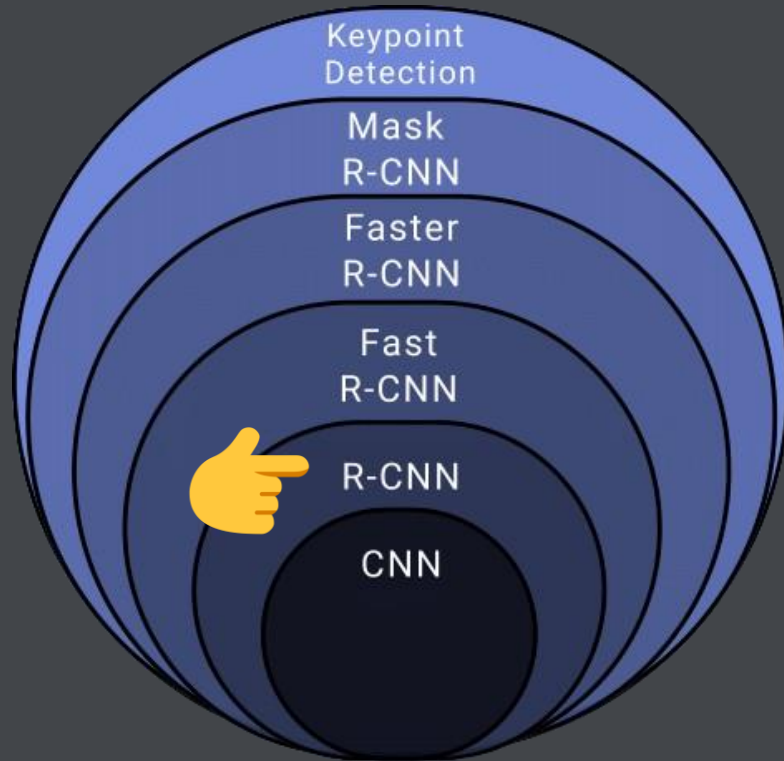 Keypoint
Detection
Mask
R-CNN
Faster
R-CNN
Fast
R-CNN
R-CNN
CNN